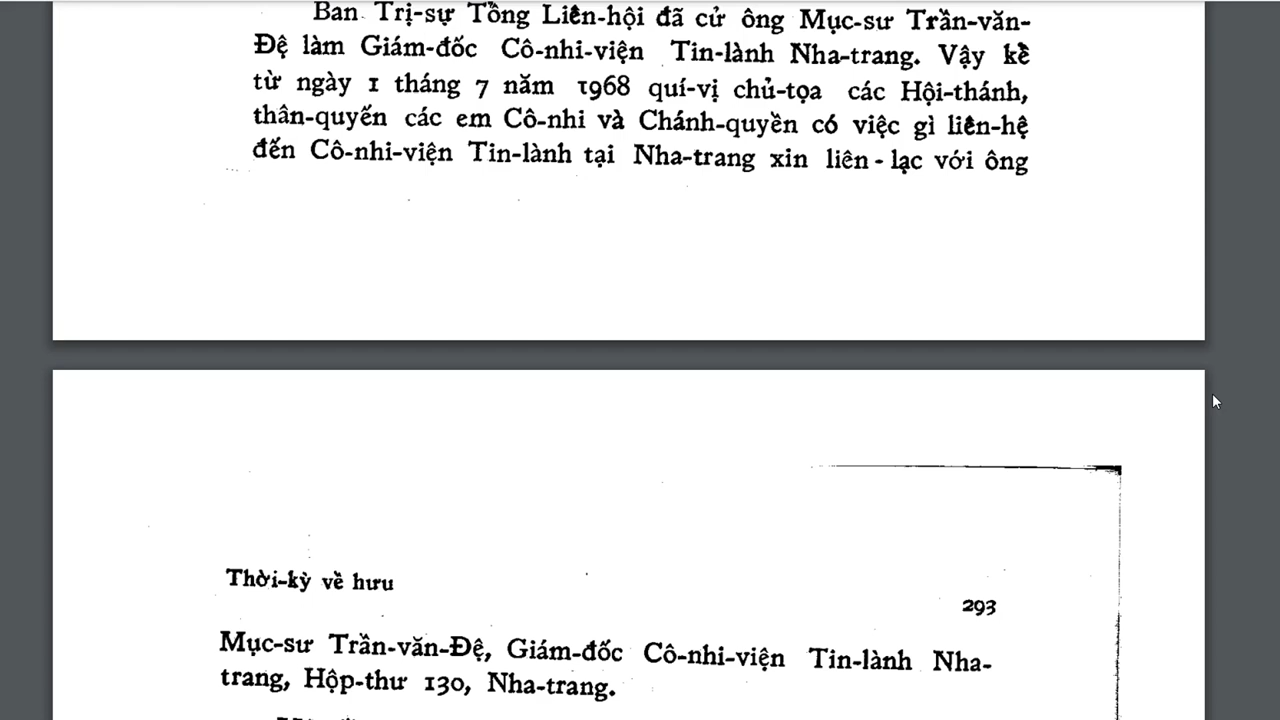 Ban Trị-sự Tổng Liên-hội đã cử ông Mục-sư Trần-văn-
Đệ làm Giám-đốc Cô-nhi-viện Tin-lành Nha-trang. Vậy kể
từ ngày 1 tháng 7 năm 1968 quí-vị chủ-tọa các Hội-thánh,
thân-quyến các em Cô-nhi và Chánh-quyền có việc gì liên-hệ
đến Cô-nhi-viện Tin-lành tại Nha-trang xin liên-lạc với ông
Thời-kỳ về hưu
293
Mục-sư Trần-văn-Đệ, Giám-đốc Cô-nhi-viện Tin-lành Nha-
trang, Hộp-thư 130, Nha-trang.